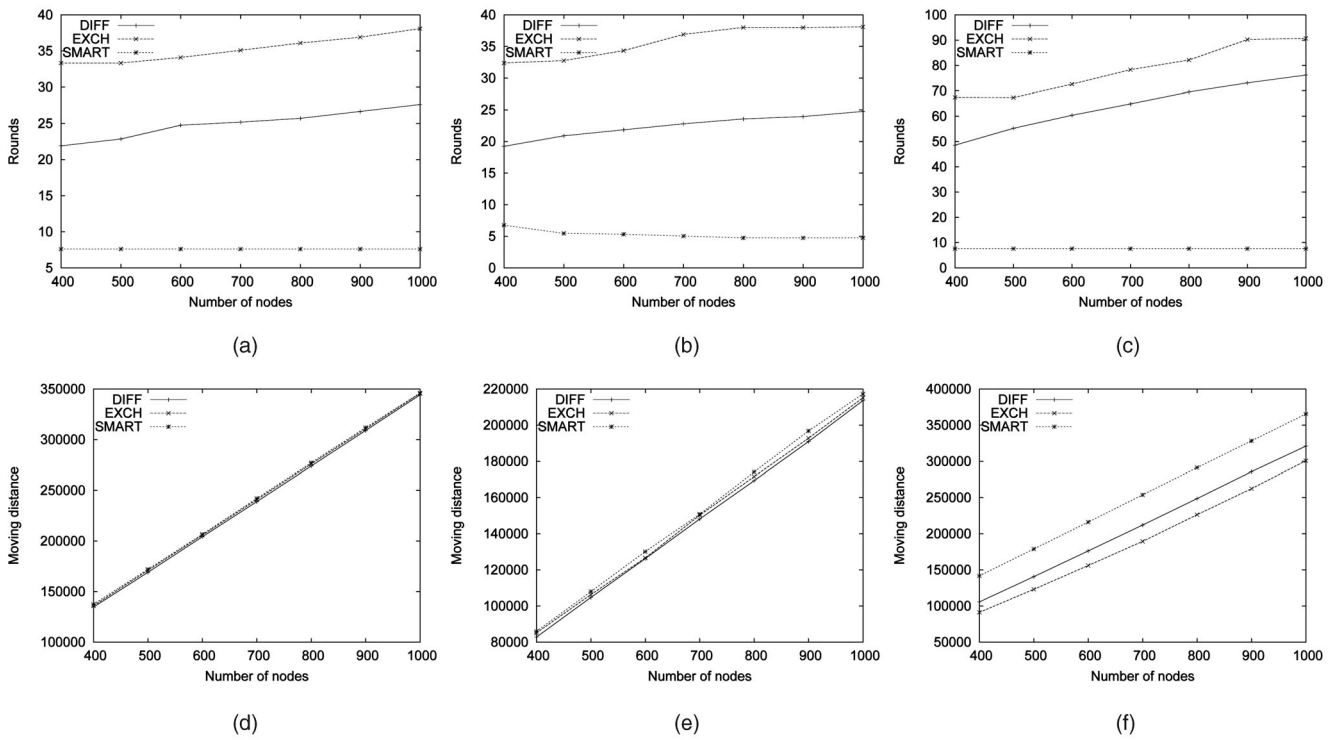 40
35
30
25
20
15
10
5
400 500 600 700 800 900 1000
Rounds
Number of nodes
DIFF
EXCH
SMART
(a)
40
35
30
25
20
15
10
5
0
400 500 600 700 800 900 1000
Rounds
Number of nodes
DIFF
EXCH
SMART
(b)
100
90
80
70
60
50
40
30
20
10
0
400 500 600 700 800 900 1000
Rounds
Number of nodes
DIFF
EXCH
SMART
(c)
350000
300000
250000
200000
150000
100000
400 500 600 700 800 900 1000
Moving distance
Number of nodes
DIFF
EXCH
SMART
(d)
220000
200000
180000
160000
140000
120000
100000
80000
400 500 600 700 800 900 1000
Moving distance
Number of nodes
DIFF
EXCH
SMART
(e)
400000
350000
300000
250000
200000
150000
100000
50000
400 500 600 700 800 900 1000
Moving distance
Number of nodes
DIFF
EXCH
SMART
(f)